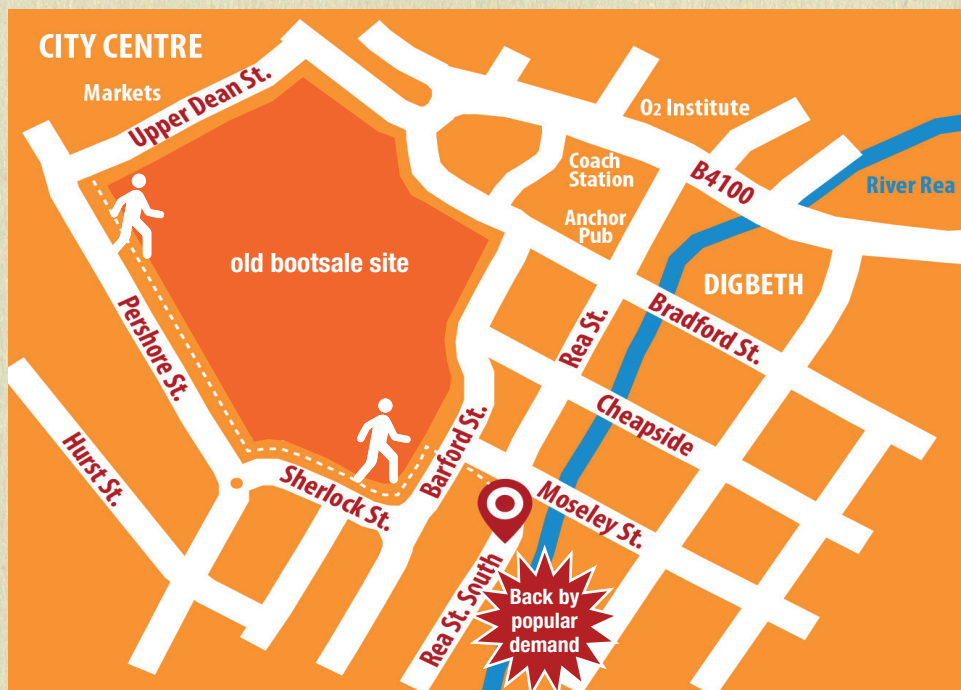 CITY CENTRE
Markets
Upper Dean St.
O2 Institute
Coach
Station
B4100
River Rea
Anchor
Pub
old bootsale site
DIGBETH
Pershore St.
Rea St.
Bradford St.
Cheapside
Hurst St.
Barford St.
Sherlock St.
Moseley St.
Rea St. South
Back by
popular
demand